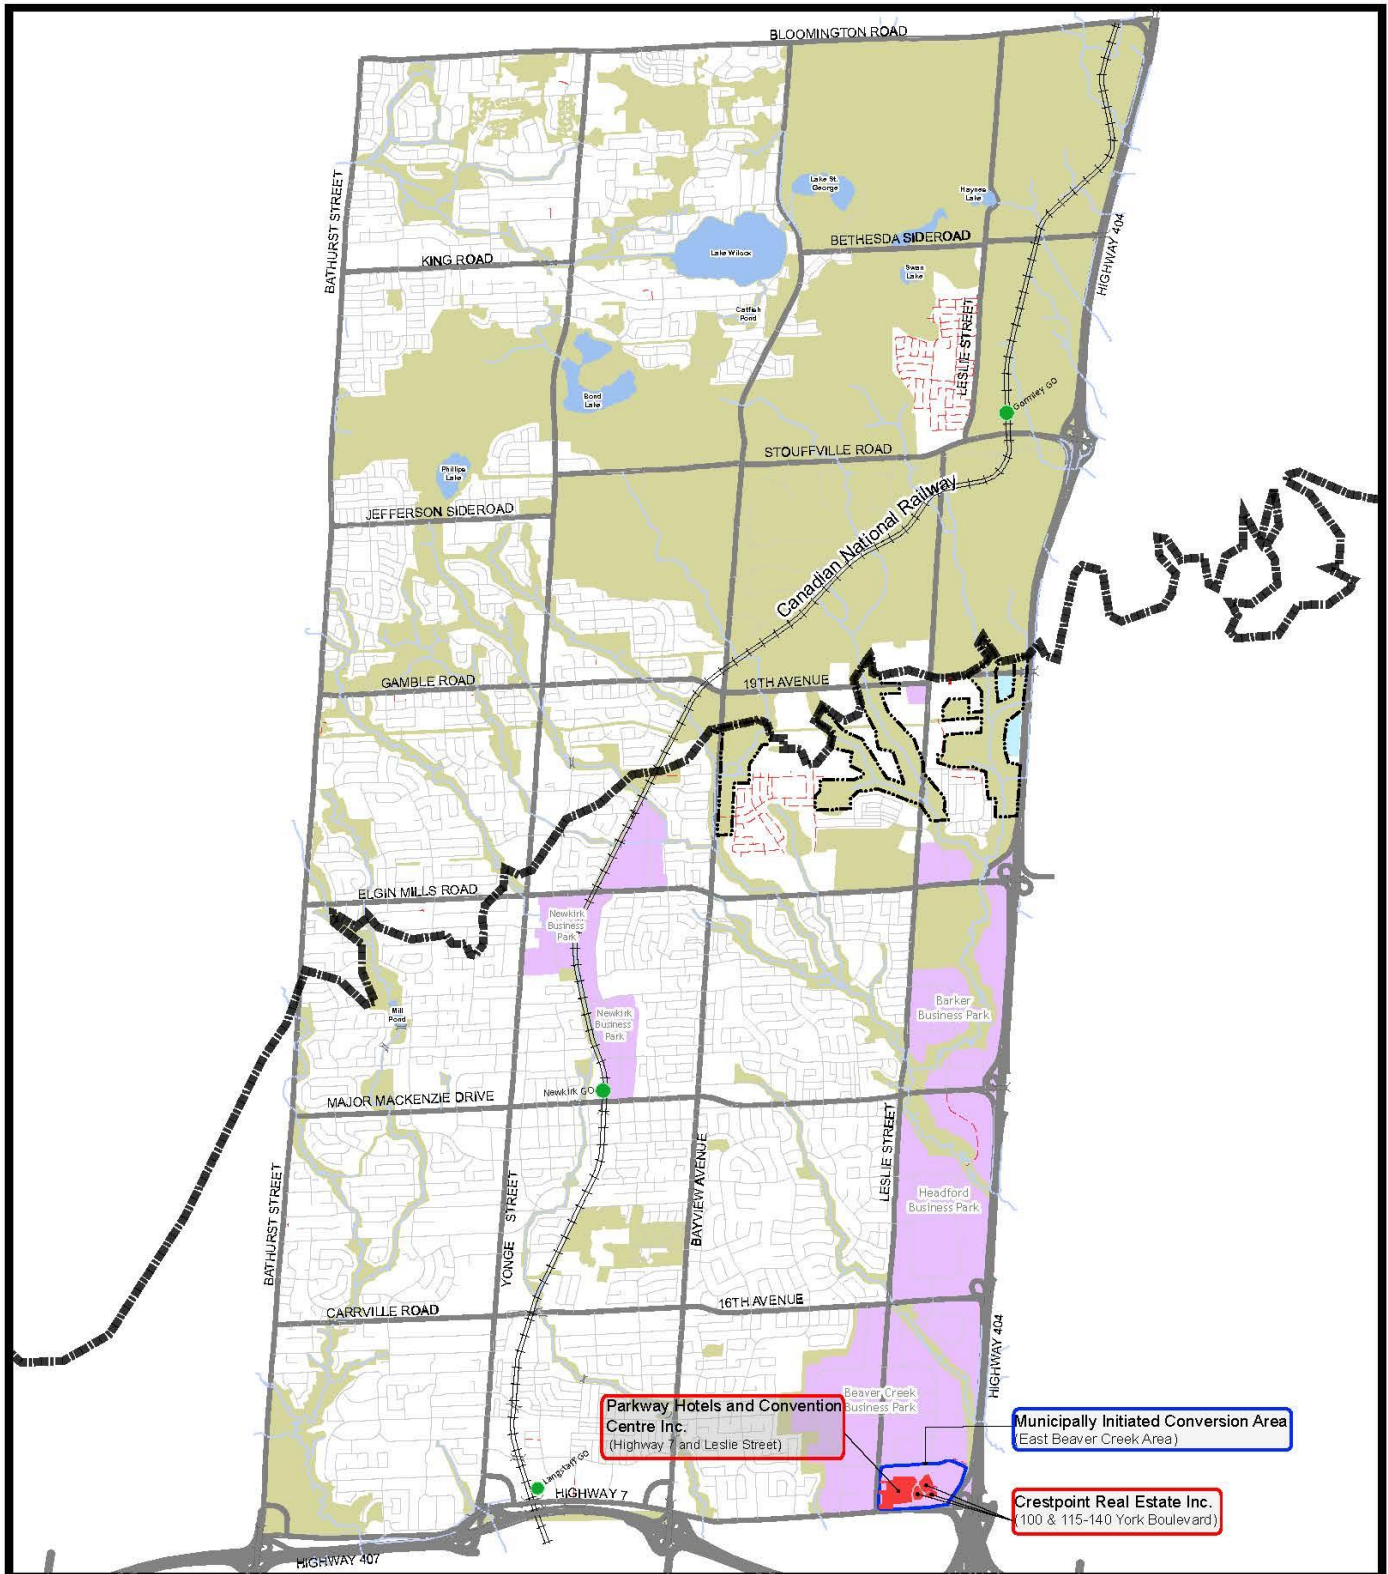 BLOOMINGTON ROAD
BATHURST STREET
Lake St.
George
Haynes
Lake
HIGHWAY 404
KING ROAD
Lake Wilcox
BETHESDA SIDEROAD
Swan
Lake
Catfish
Pond
LESLIE STREET
Bond
Lake
Gormley GO
STOUFFVILLE ROAD
Phillips
Lake
JEFFERSON SIDEROAD
Canadian National Railway
GAMBLE ROAD
19TH AVENUE
ELGIN MILLS ROAD
Newkirk
Business
Park
Mill
Pond
Newkirk
Business
Park
Barker
Business Park
Newkirk GO
MAJOR MACKENZIE DRIVE
LESLIE STREET
BAYVIEW AVENUE
BATHURST STREET
YONGE STREET
Headford
Business Park
CARRVILLE ROAD
16TH AVENUE
HIGHWAY 404
Beaver Creek
Business Park
Parkway Hotels and Convention
Centre Inc.
(Highway 7 and Leslie Street)
Municipally Initiated Conversion Area
(East Beaver Creek Area)
Langstaff GO
HIGHWAY 7
Crestpoint Real Estate Inc.
(100 & 115-140 York Boulevard)
HIGHWAY 407